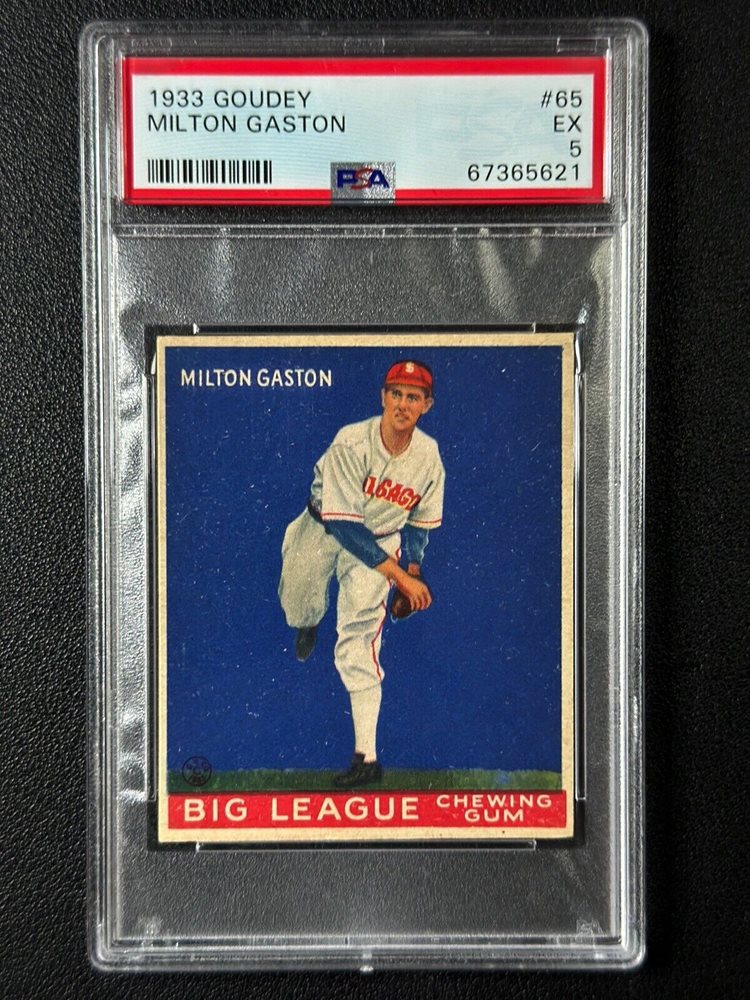 1933 GOUDEY #65
MILTON GASTON EX
5
PSA 67365621
MILTON GASTON
S
BIG LEAGUE CHEWING
GUM